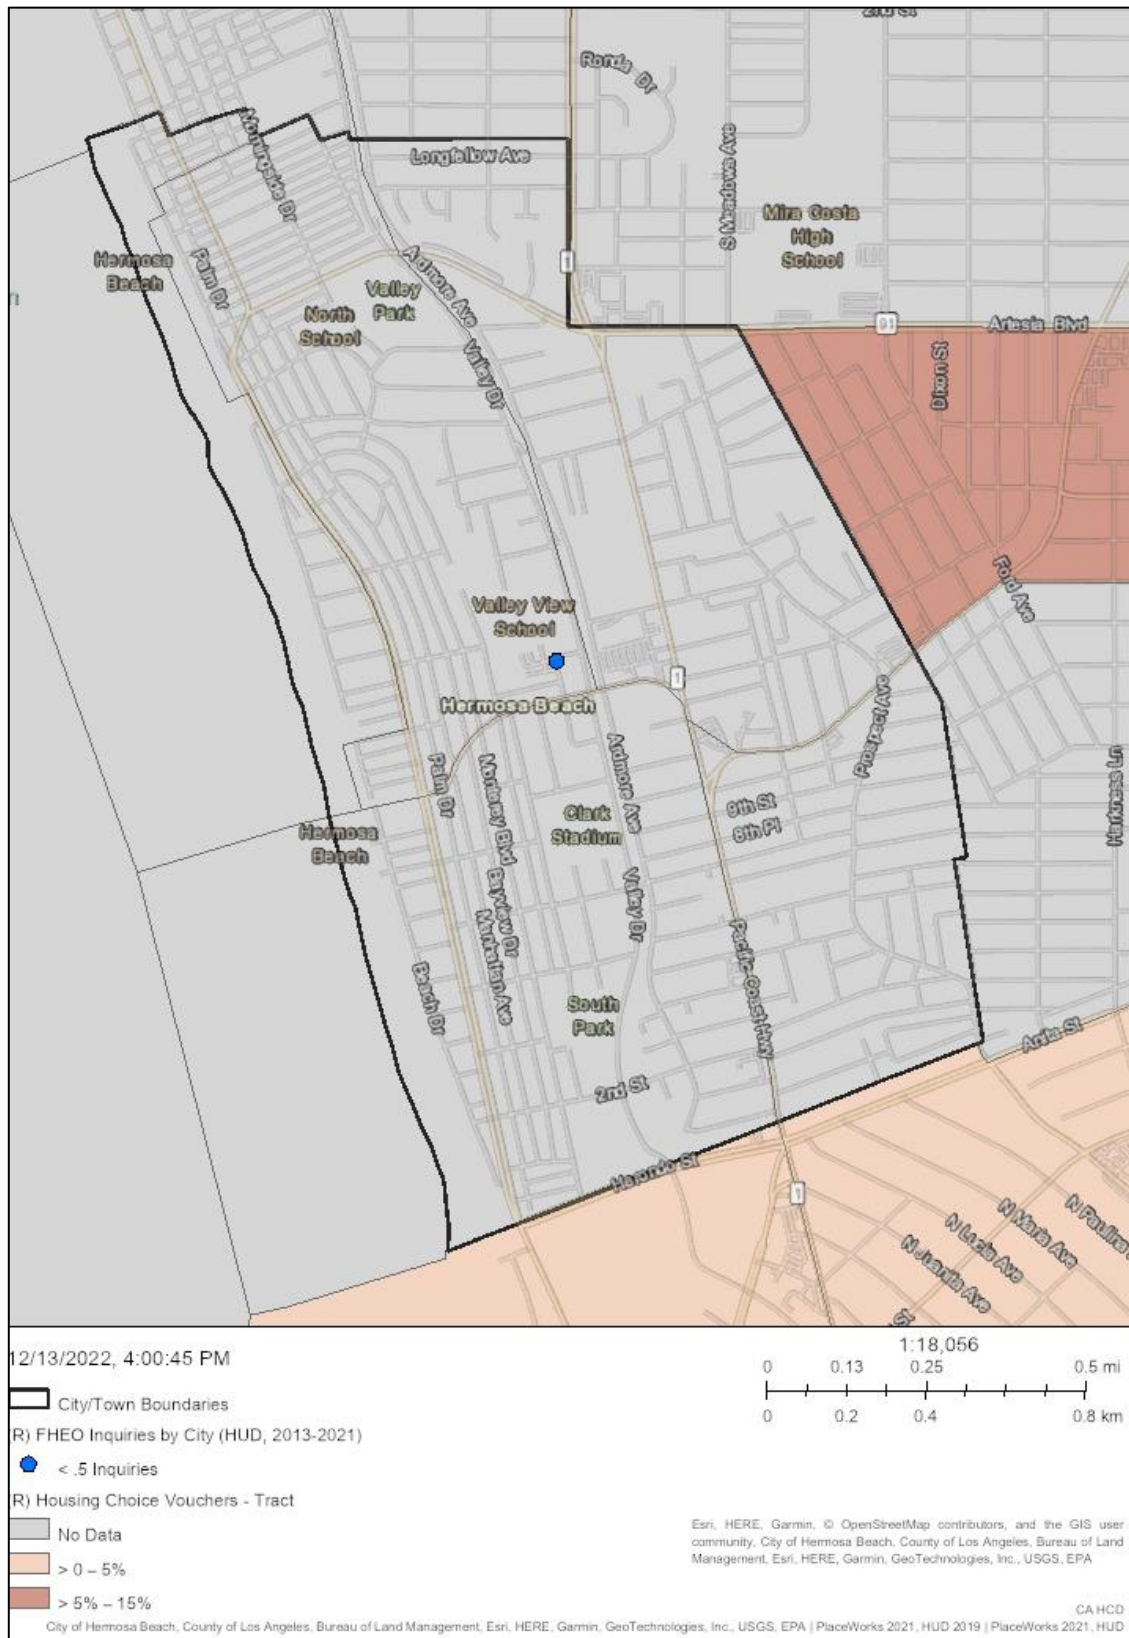 2nd St
Ronda Dr
Morningside Dr
Longfellow Ave
S Meadows Ave
Mira Costa
High
School
Hermosa
Beach
Palm Dr
Ardmore Ave
Valley
Park
1
North
School
Valley Dr
91
Artesia Blvd
Dixon St
Ford Ave
Valley View
School
1
Hermosa Beach
Prospect Ave
Palm Dr
Monterey Blvd
Ardmore Ave
Harkness Ln
9th St
8th Pl
Clark
Stadium
Hermosa
Beach
Bayview Dr
Manhattan Ave
Valley Dr
Beach Dr
Pacific Coast Hwy
South
Park
Anita St
2nd St
Herondo St
1
N Juanita Ave
N Lucia Ave
N Maria Ave
N Paulina
12/13/2022, 4:00:45 PM
1:18,056
0 0.13 0.25 0.5 mi
0 0.2 0.4 0.8 km
City/Town Boundaries
R) FHEO Inquiries by City (HUD, 2013-2021)
< .5 Inquiries
R) Housing Choice Vouchers - Tract
No Data
> 0 – 5%
> 5% – 15%
Esri, HERE, Garmin, © OpenStreetMap contributors, and the GIS user
community, City of Hermosa Beach, County of Los Angeles, Bureau of Land
Management, Esri, HERE, Garmin, GeoTechnologies, Inc., USGS, EPA
CA HCD
City of Hermosa Beach, County of Los Angeles, Bureau of Land Management, Esri, HERE, Garmin, GeoTechnologies, Inc., USGS, EPA | PlaceWorks 2021, HUD 2019 | PlaceWorks 2021, HUD